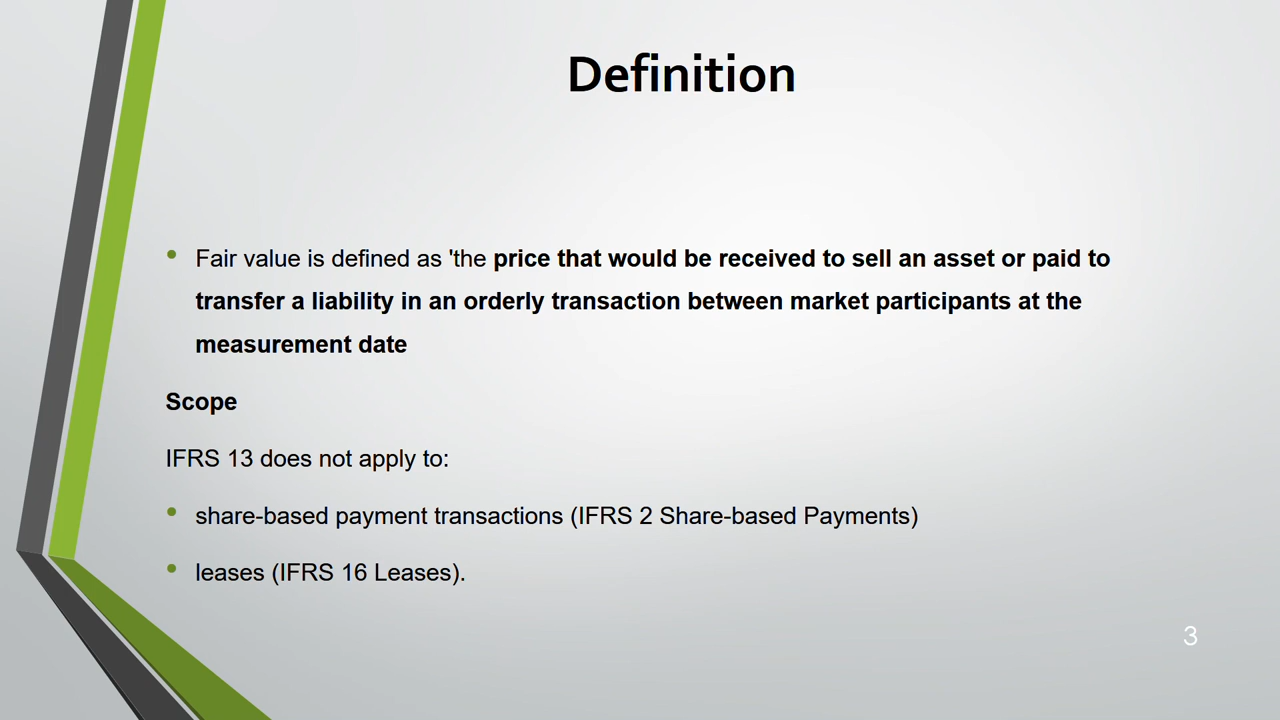 Definition
• Fair value is defined as 'the price that would be received to sell an asset or paid to
transfer a liability in an orderly transaction between market participants at the
measurement date
Scope
IFRS 13 does not apply to:
• share-based payment transactions (IFRS 2 Share-based Payments)
• leases (IFRS 16 Leases).
3